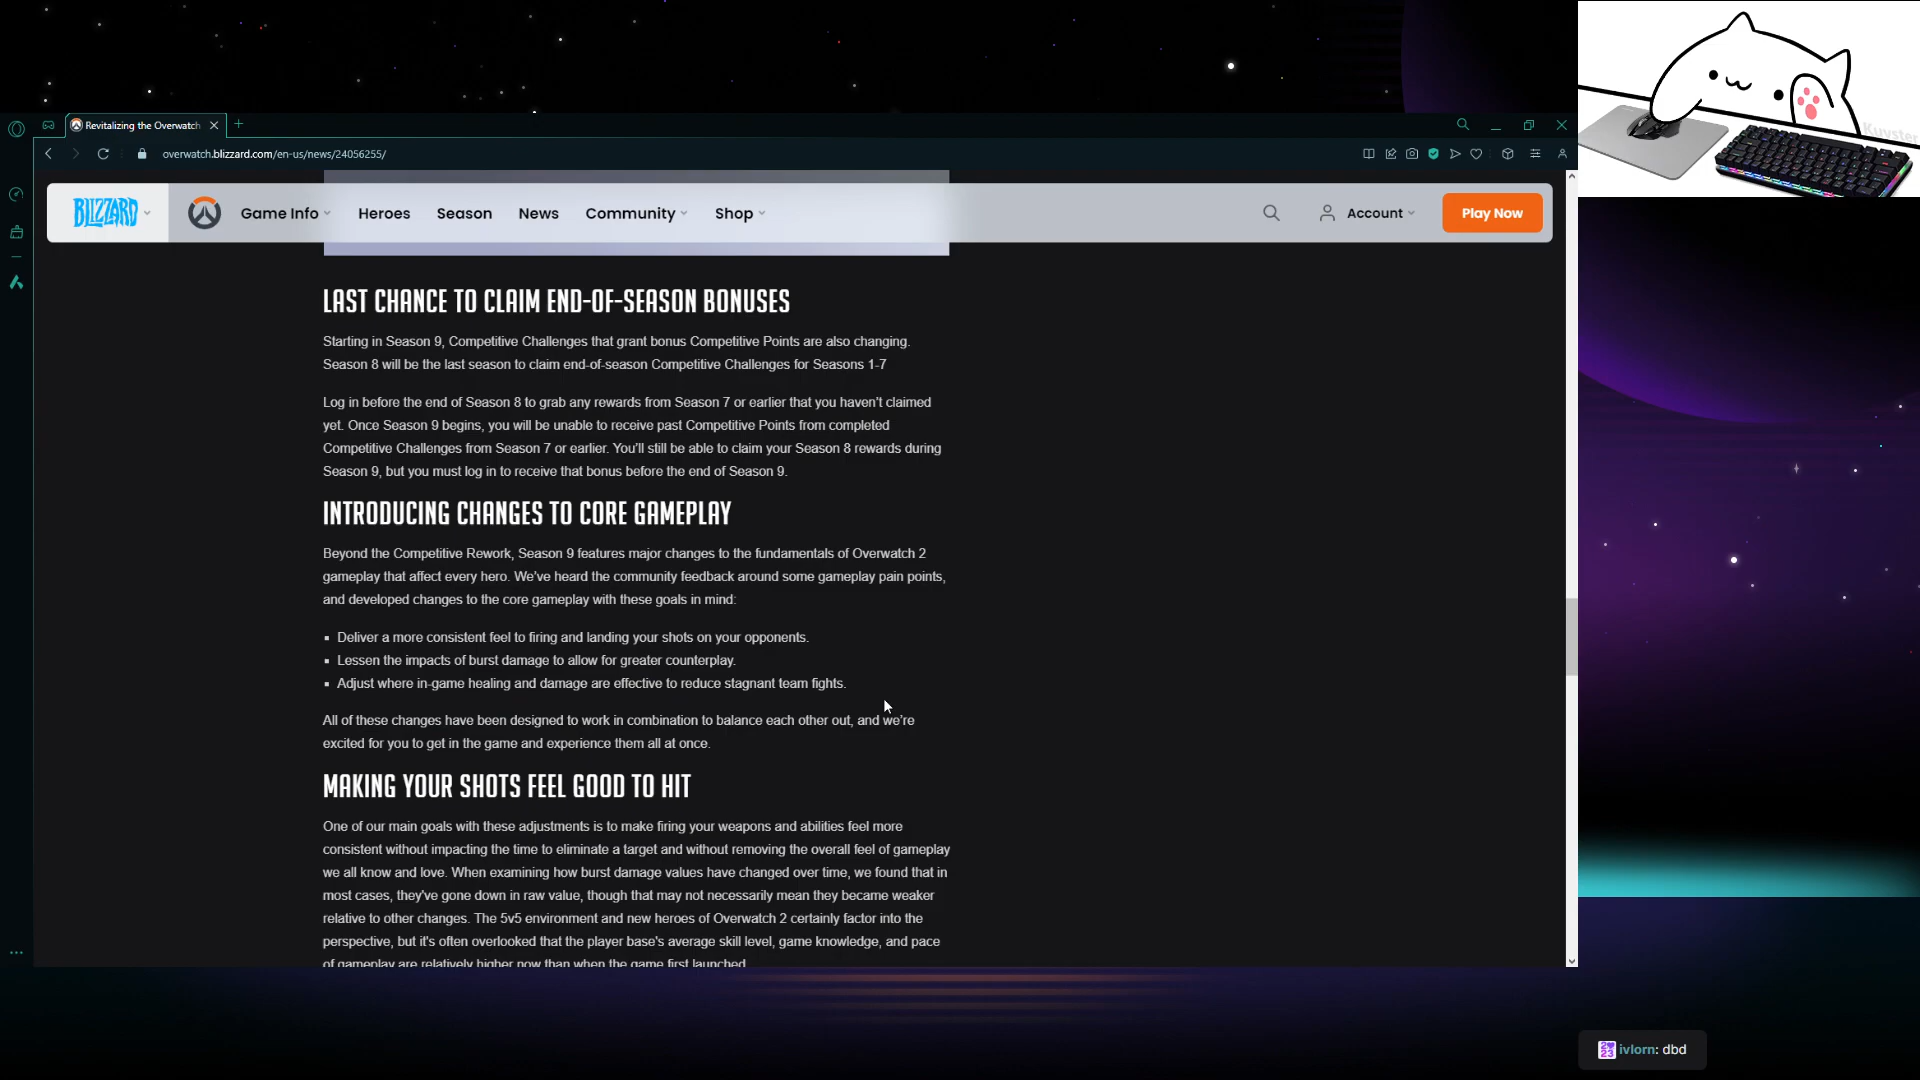 Kuvster
Revitalizing the Overwatch
overwatch.blizzard.com/en-us/news/24056255/
BLIZZARD
Game Info
Heroes
Season
News
Community
Shop
Account
Play Now
LAST CHANCE TO CLAIM END-OF-SEASON BONUSES
Starting in Season 9, Competitive Challenges that grant bonus Competitive Points are also changing.
Season 8 will be the last season to claim end-of-season Competitive Challenges for Seasons 1-7
Log in before the end of Season 8 to grab any rewards from Season 7 or earlier that you haven't claimed
yet. Once Season 9 begins, you will be unable to receive past Competitive Points from completed
Competitive Challenges from Season 7 or earlier. You'll still be able to claim your Season 8 rewards during
Season 9, but you must log in to receive that bonus before the end of Season 9.
INTRODUCING CHANGES TO CORE GAMEPLAY
Beyond the Competitive Rework, Season 9 features major changes to the fundamentals of Overwatch 2
gameplay that affect every hero. We've heard the community feedback around some gameplay pain points,
and developed changes to the core gameplay with these goals in mind:
▪ Deliver a more consistent feel to firing and landing your shots on your opponents.
▪ Lessen the impacts of burst damage to allow for greater counterplay.
▪ Adjust where in-game healing and damage are effective to reduce stagnant team fights.
All of these changes have been designed to work in combination to balance each other out, and we're
excited for you to get in the game and experience them all at once.
MAKING YOUR SHOTS FEEL GOOD TO HIT
One of our main goals with these adjustments is to make firing your weapons and abilities feel more
consistent without impacting the time to eliminate a target and without removing the overall feel of gameplay
we all know and love. When examining how burst damage values have changed over time, we found that in
most cases, they've gone down in raw value, though that may not necessarily mean they became weaker
relative to other changes. The 5v5 environment and new heroes of Overwatch 2 certainly factor into the
perspective, but it's often overlooked that the player base's average skill level, game knowledge, and pace
of gameplay are relatively higher now than when the game first launched.
ivlorn: dbd